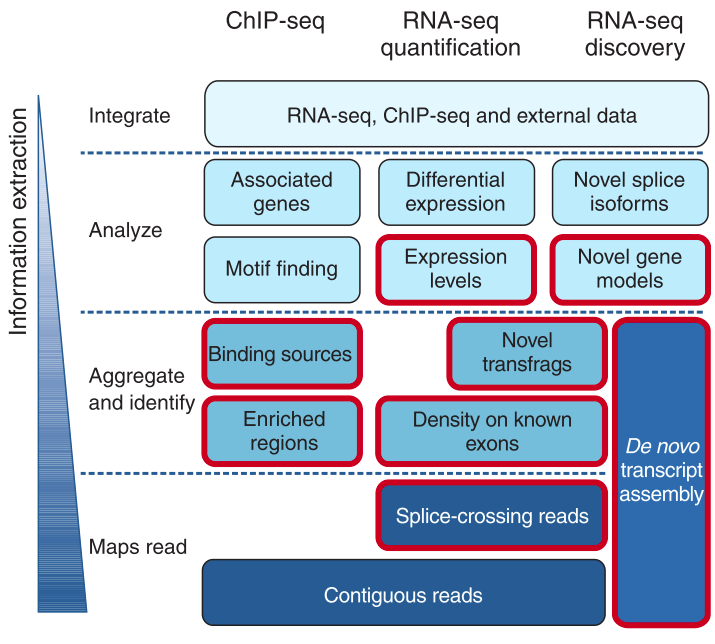 ChIP-seq
RNA-seq
quantification
RNA-seq
discovery
Information extraction
Integrate
RNA-seq, ChIP-seq and external data
Analyze
Associated
genes
Differential
expression
Novel splice
isoforms
Motif finding
Expression
levels
Novel gene
models
Aggregate
and identify
Binding sources
Novel
transfrags
Enriched
regions
Density on known
exons
De novo
transcript
assembly
Maps read
Splice-crossing reads
Contiguous reads